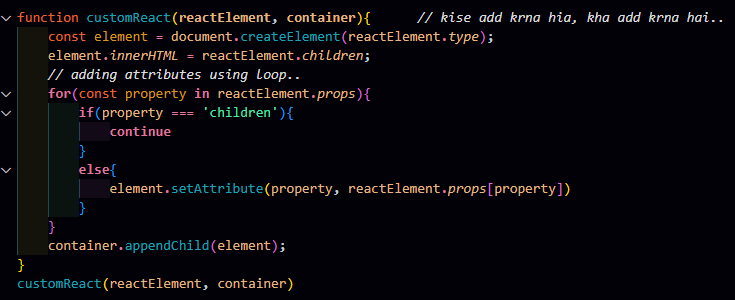 function customReact(reactElement, container){      // kise add krna hia, kha add krna hai..
    const element = document.createElement(reactElement.type);
    element.innerHTML = reactElement.children;
    // adding attributes using loop..
    for(const property in reactElement.props){
        if(property === 'children'){
            continue
        }
        else{
            element.setAttribute(property, reactElement.props[property])
        }
    }
    container.appendChild(element);
}
customReact(reactElement, container)